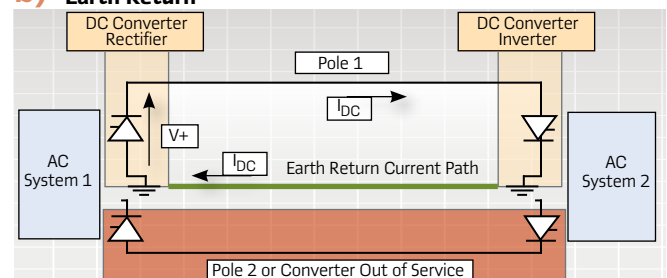 b) Earth Return
DC Converter
Rectifier
DC Converter
Inverter
Pole 1
IDC
V+
IDC
Earth Return Current Path
AC
System 1
AC
System 2
Pole 2 or Converter Out of Service